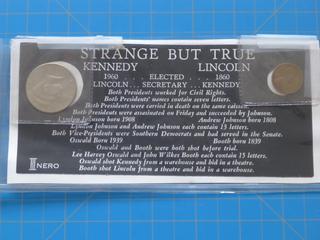 STRANGE BUT TRUE
KENNEDY LINCOLN
1960 . . . ELECTED . . . 1860
LINCOLN . . . SECRETARY . . . KENNEDY
Both Presidents worked for Civil Rights.
Both Presidents' names contain seven letters.
Both Presidents were carried in death on the same caisson.
Both Presidents were assasinated on Friday and succeeded by Johnson.
Lyndon Johnson born 1908 Andrew Johnson born 1808
Lyndon Johnson and Andrew Johnson each contain 13 letters.
Both Vice-Presidents were Southern Democrats and had served in the Senate.
Oswald Born 1939 Booth born 1839
Oswald and Booth were both shot before trial.
Lee Harvey Oswald and John Wilkes Booth each contain 15 letters.
Oswald shot Kennedy from a warehouse and hid in a theatre.
Booth shot Lincoln from a theatre and hid in a warehouse.
NERO